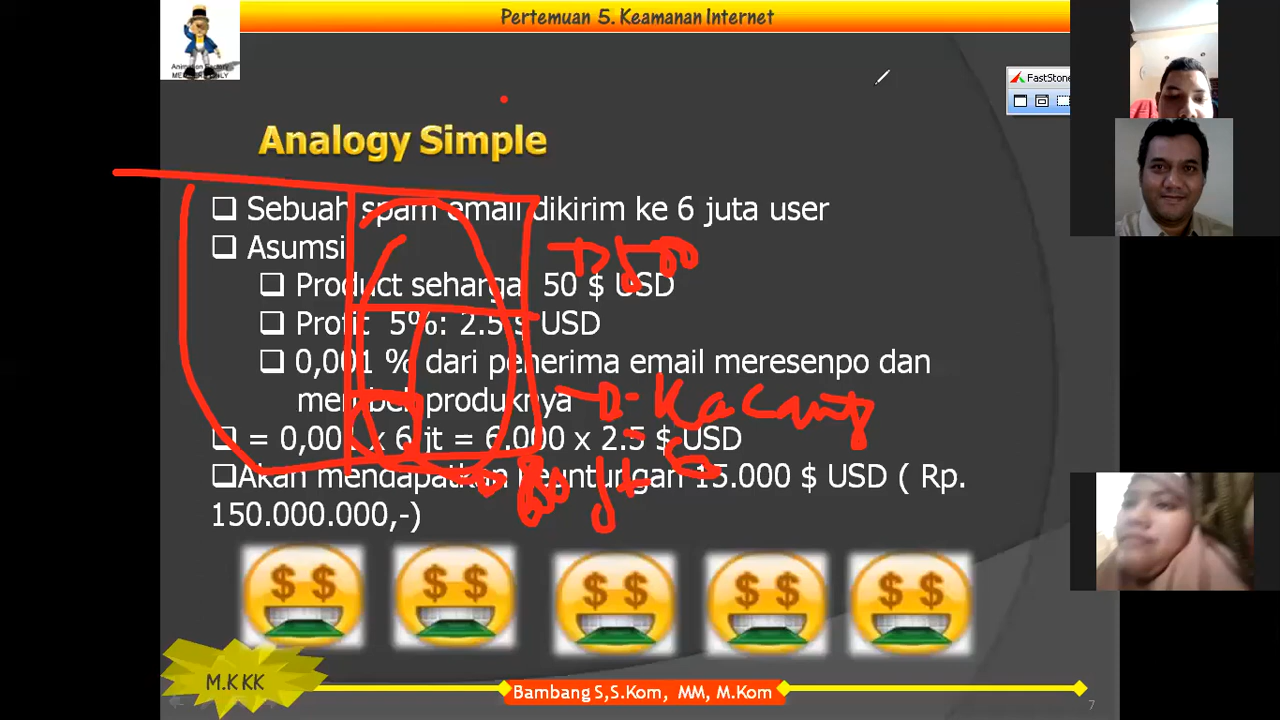 Pertemuan 5. Keamanan Internet
MEMBERS ONLY
FastStone
Analogy Simple
Sebuah spam email dikirim ke 6 juta user
Asumsi
Product seharga 50 $ USD
Profit 5%: 2.5 $ USD
0,001 % dari penerima email meresenpo dan
membeli produknya
= 0,001 x 6 jt = 6.000 x 2.5 $ USD
Akan mendapatkan keuntungan 15.000 $ USD ( Rp.
150.000.000,-)
M.K KK
Bambang S,S.Kom, MM, M.Kom
7